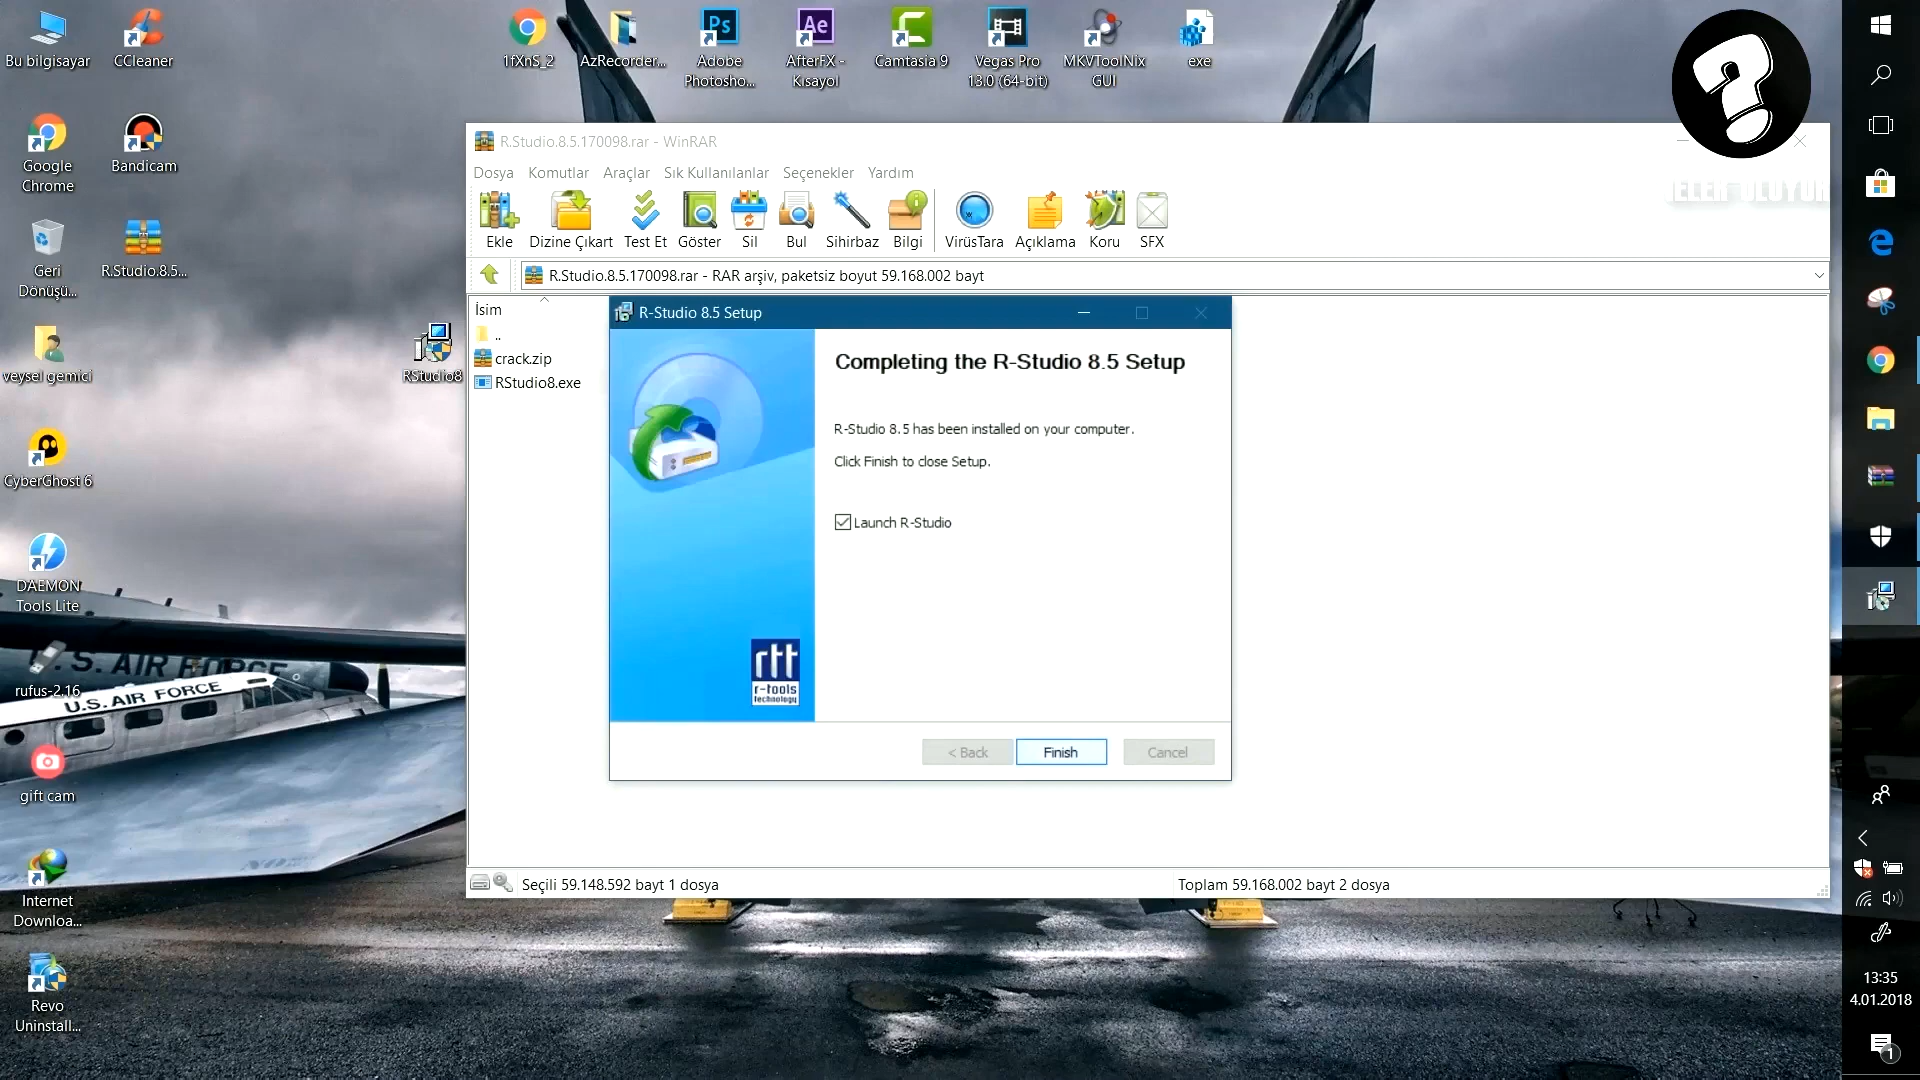 Bu bilgisayar
CCleaner
1fXnS_2
AzRecorder...
Ps
Adobe
Photosho...
Ae
AfterFX -
Kısayol
Camtasia 9
Vegas Pro
13.0 (64-bit)
MKVToolNix
GUI
exe
Google
Chrome
Bandicam
Geri
Dönüşü...
R.Studio.8.5...
veysel gemici
RStudio8
CyberGhost 6
DAEMON
Tools Lite
rufus-2.16
gift cam
Internet
Downloa...
Revo
Uninstall...
U.S. AIR FORCE
U.S. AIR FORCE
R.Studio.8.5.170098.rar - WinRAR
Dosya Komutlar Araçlar Sık Kullanılanlar Seçenekler Yardım
Ekle Dizine Çıkart Test Et Göster Sil Bul Sihirbaz Bilgi VirüsTara Açıklama Koru SFX
R.Studio.8.5.170098.rar - RAR arşiv, paketsiz boyut 59.168.002 bayt
İsim
..
crack.zip
RStudio8.exe
R-Studio 8.5 Setup
Completing the R-Studio 8.5 Setup
R-Studio 8.5 has been installed on your computer.
Click Finish to close Setup.
Launch R-Studio
rtt
r-tools
technology
< Back
Finish
Cancel
Seçili 59.148.592 bayt 1 dosya
Toplam 59.168.002 bayt 2 dosya
?
13:35
4.01.2018
1